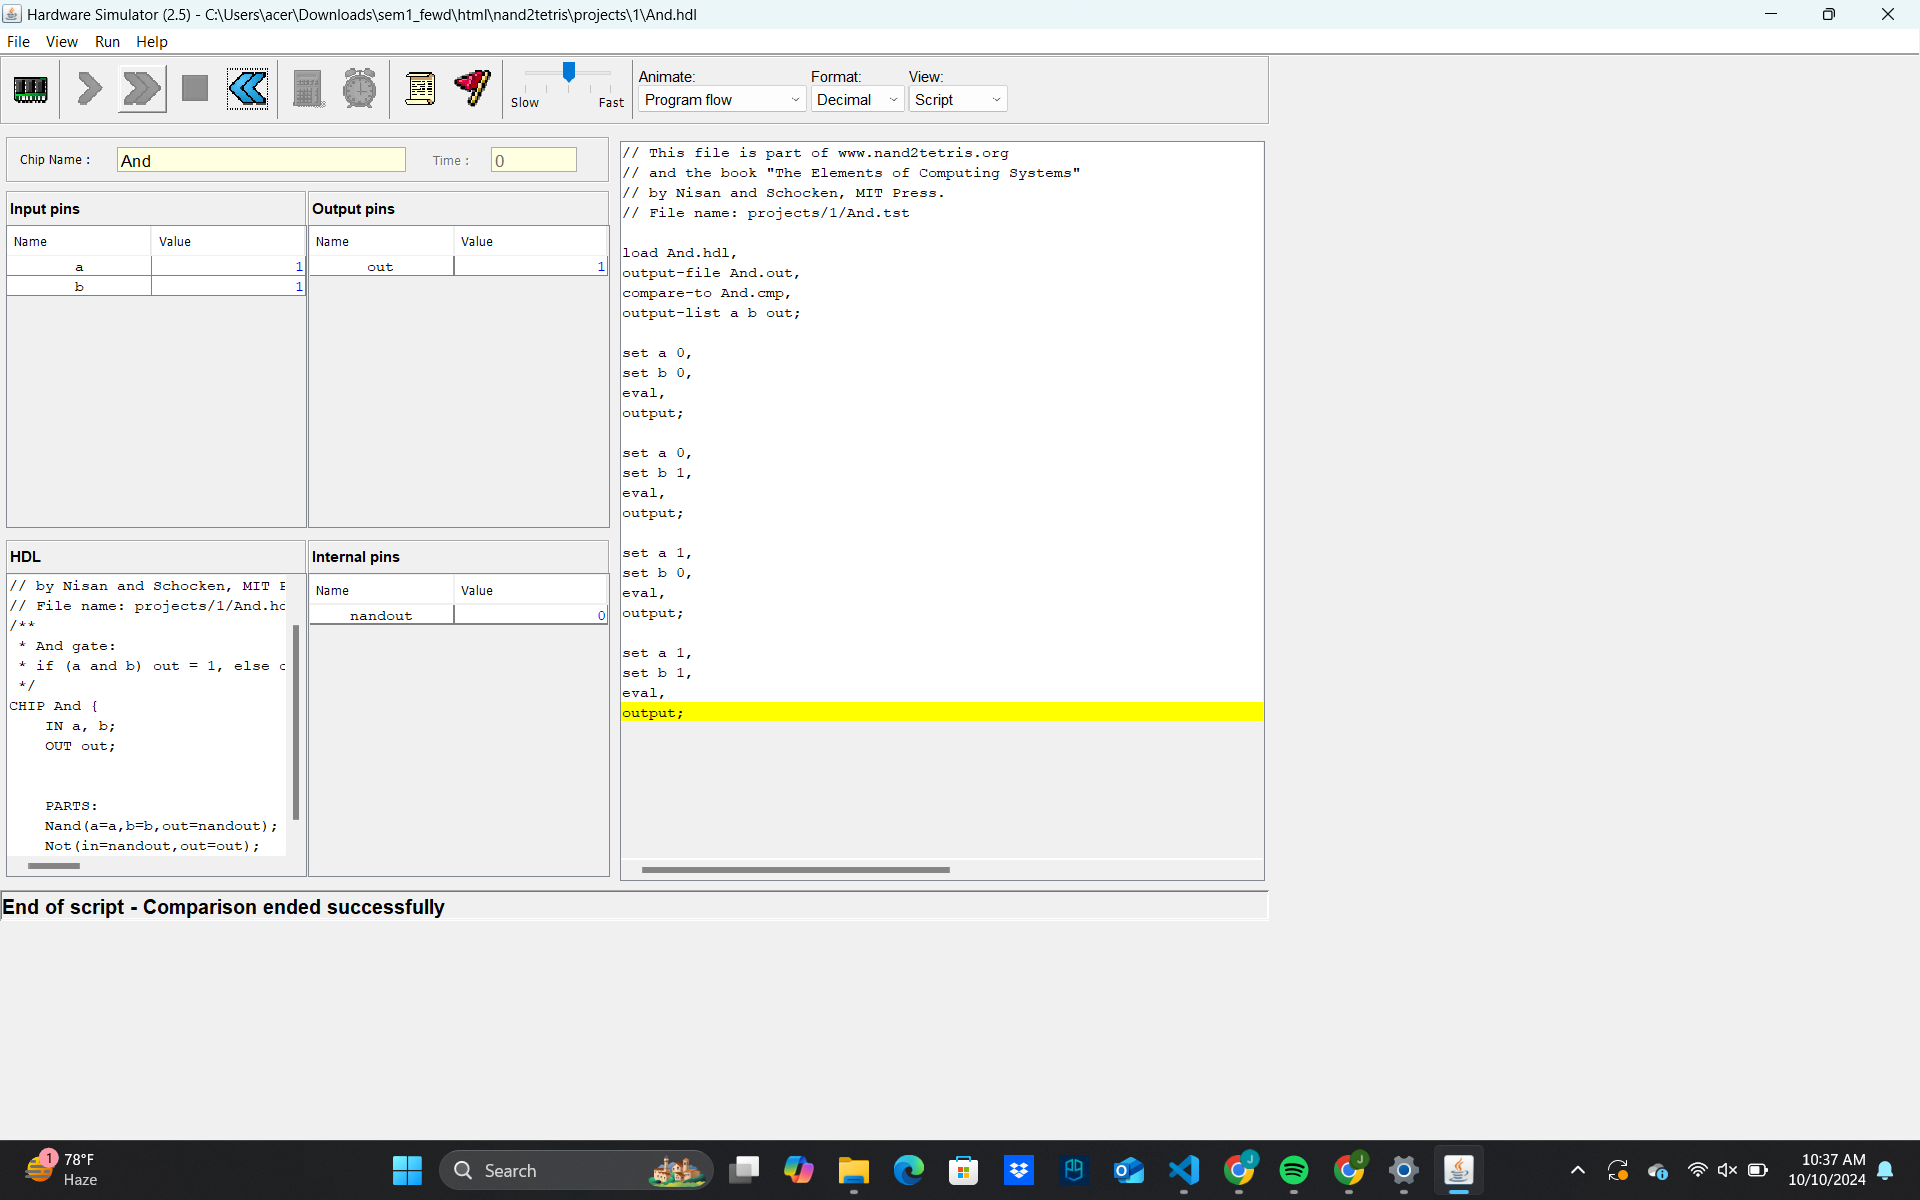 Hardware Simulator (2.5) - C:\Users\acer\Downloads\sem1_fewd\html\nand2tetris\projects\1\And.hdl
File View Run Help
Slow Fast
Animate: Format: View:
Program flow Decimal Script
Chip Name : And Time : 0
Input pins
Name Value
a 1
b 1
Output pins
Name Value
out 1
HDL
// by Nisan and Schocken, MIT
// File name: projects/1/And.
/**
* And gate:
* if (a and b) out = 1, else
*/
CHIP And {
IN a, b;
OUT out;
PARTS:
Nand(a=a,b=b,out=nandout);
Not(in=nandout,out=out);
Internal pins
Name Value
nandout 0
// This file is part of www.nand2tetris.org
// and the book "The Elements of Computing Systems"
// by Nisan and Schocken, MIT Press.
// File name: projects/1/And.tst
load And.hdl,
output-file And.out,
compare-to And.cmp,
output-list a b out;
set a 0,
set b 0,
eval,
output;
set a 0,
set b 1,
eval,
output;
set a 1,
set b 0,
eval,
output;
set a 1,
set b 1,
eval,
output;
End of script - Comparison ended successfully
1
78°F
Haze
Search
J
J
10:37 AM
10/10/2024